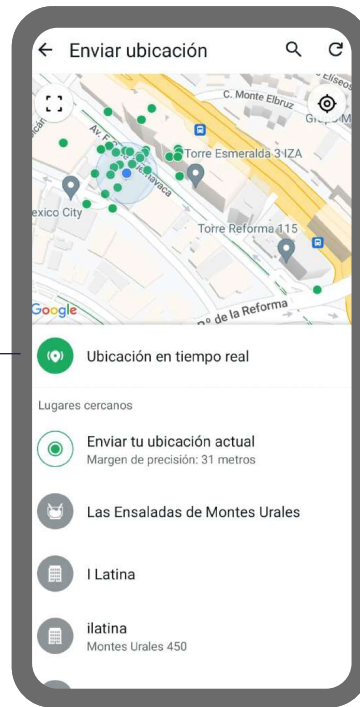 Enviar ubicación
Eliseos
C. Monte Elbruz
Torre Esmeralda 3 IZA
exico City
Torre Reforma 115
Google
de la Reforma
Ubicación en tiempo real
Lugares cercanos
Enviar tu ubicación actual
Margen de precisión: 31 metros
Las Ensaladas de Montes Urales
I Latina
ilatina
Montes Urales 450